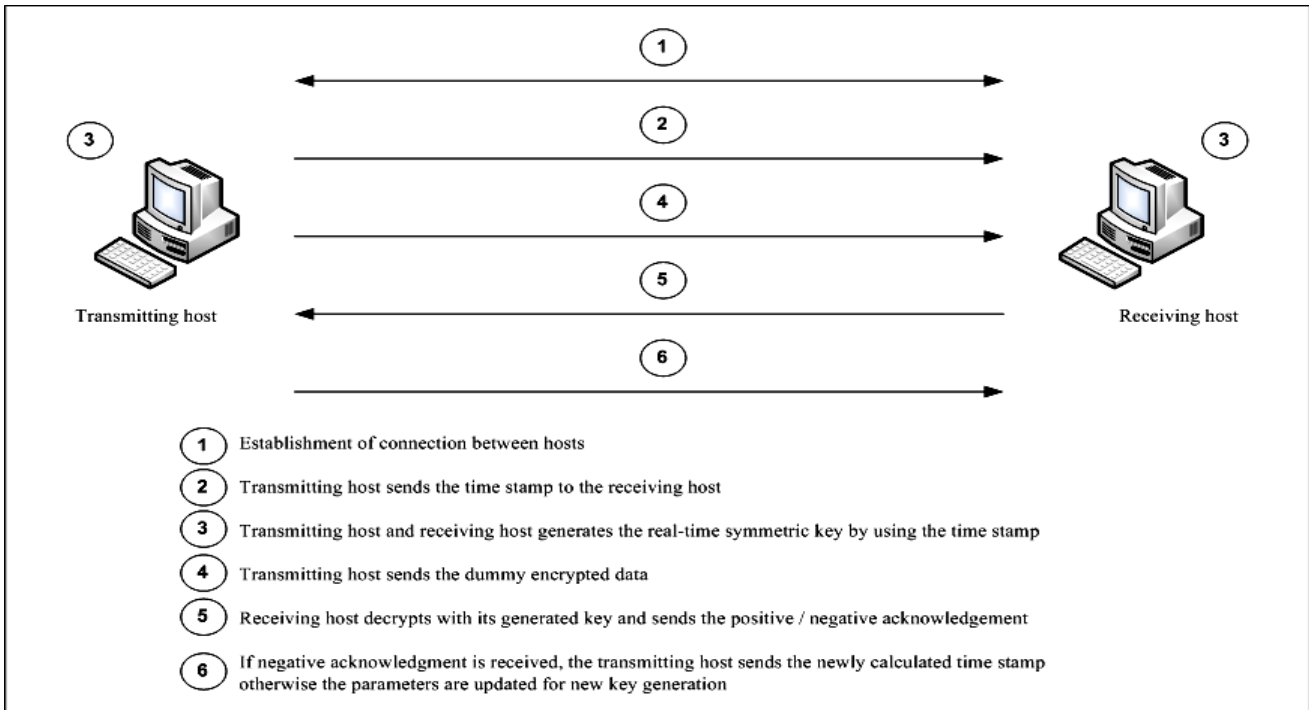 1
2
3
3
4
5
Transmitting host
Receiving host
6
1 Establishment of connection between hosts
2 Transmitting host sends the time stamp to the receiving host
3 Transmitting host and receiving host generates the real-time symmetric key by using the time stamp
4 Transmitting host sends the dummy encrypted data
5 Receiving host decrypts with its generated key and sends the positive / negative acknowledgement
6 If negative acknowledgment is received, the transmitting host sends the newly calculated time stamp
otherwise the parameters are updated for new key generation